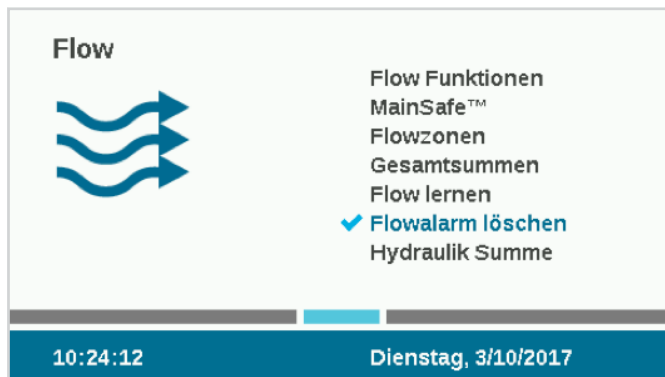 Flow
Flow Funktionen
MainSafe™
Flowzonen
Gesamtsummen
Flow lernen
Flowalarm löschen
Hydraulik Summe
10:24:12
Dienstag, 3/10/2017